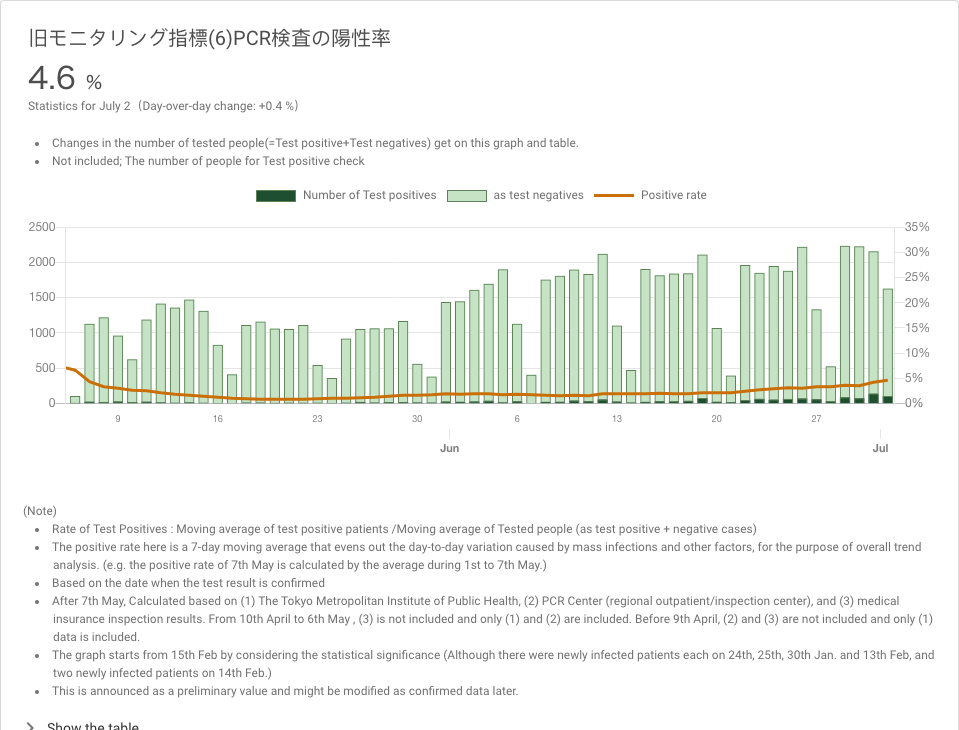 旧モニタリング指標(6)PCR検査の陽性率
4.6 %
Statistics for July 2（Day-over-day change: +0.4 %）
• Changes in the number of tested people(=Test positive+Test negatives) get on this graph and table.
• Not included; The number of people for Test positive check
Number of Test positives as test negatives Positive rate
2500 35%
30%
2000
25%
1500 20%
15%
1000
10%
500
5%
0 0%
9 16 23 30 6 13 20 27
Jun Jul
(Note)
• Rate of Test Positives : Moving average of test positive patients /Moving average of Tested people (as test positive + negative cases)
• The positive rate here is a 7-day moving average that evens out the day-to-day variation caused by mass infections and other factors, for the purpose of overall trend
analysis. (e.g. the positive rate of 7th May is calculated by the average during 1st to 7th May.)
• Based on the date when the test result is confirmed
• After 7th May, Calculated based on (1) The Tokyo Metropolitan Institute of Public Health, (2) PCR Center (regional outpatient/inspection center), and (3) medical
insurance inspection results. From 10th April to 6th May , (3) is not included and only (1) and (2) are included. Before 9th April, (2) and (3) are not included and only (1)
data is included.
• The graph starts from 15th Feb by considering the statistical significance (Although there were newly infected patients each on 24th, 25th, 30th Jan. and 13th Feb, and
two newly infected patients on 14th Feb.)
• This is announced as a preliminary value and might be modified as confirmed data later.
Show the table